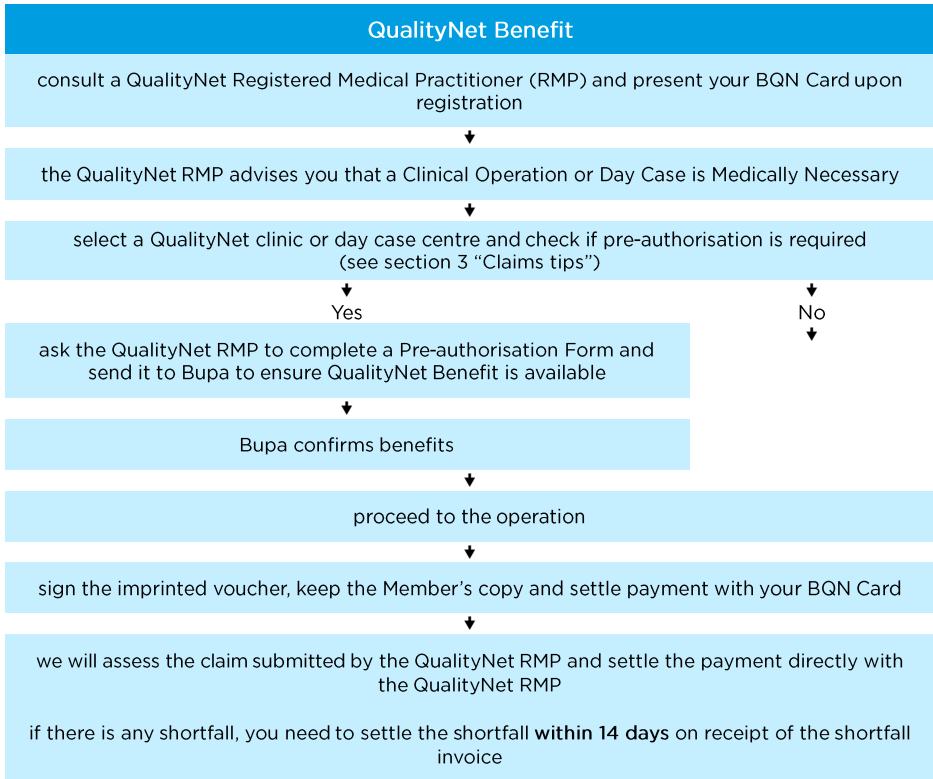 QualityNet Benefit
consult a QualityNet Registered Medical Practitioner (RMP) and present your BQN Card upon
registration
the QualityNet RMP advises you that a Clinical Operation or Day Case is Medically Necessary
select a QualityNet clinic or day case centre and check if pre-authorisation is required
(see section 3 “Claims tips”)
Yes
No
ask the QualityNet RMP to complete a Pre-authorisation Form and
send it to Bupa to ensure QualityNet Benefit is available
Bupa confirms benefits
proceed to the operation
sign the imprinted voucher, keep the Member’s copy and settle payment with your BQN Card
we will assess the claim submitted by the QualityNet RMP and settle the payment directly with
the QualityNet RMP
if there is any shortfall, you need to settle the shortfall within 14 days on receipt of the shortfall
invoice